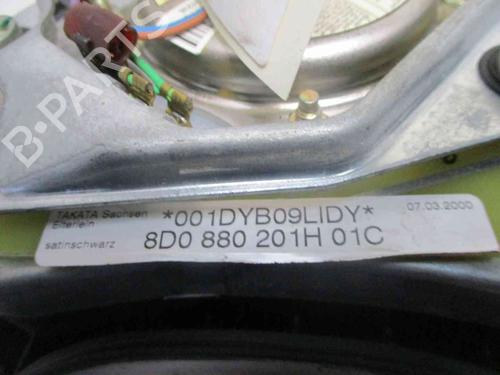 B-PARTS
TAKATA Sachsen
Elterlein
*001DYB09LIDY*
07.03.2000
satinschwarz
8D0 880 201H 01C